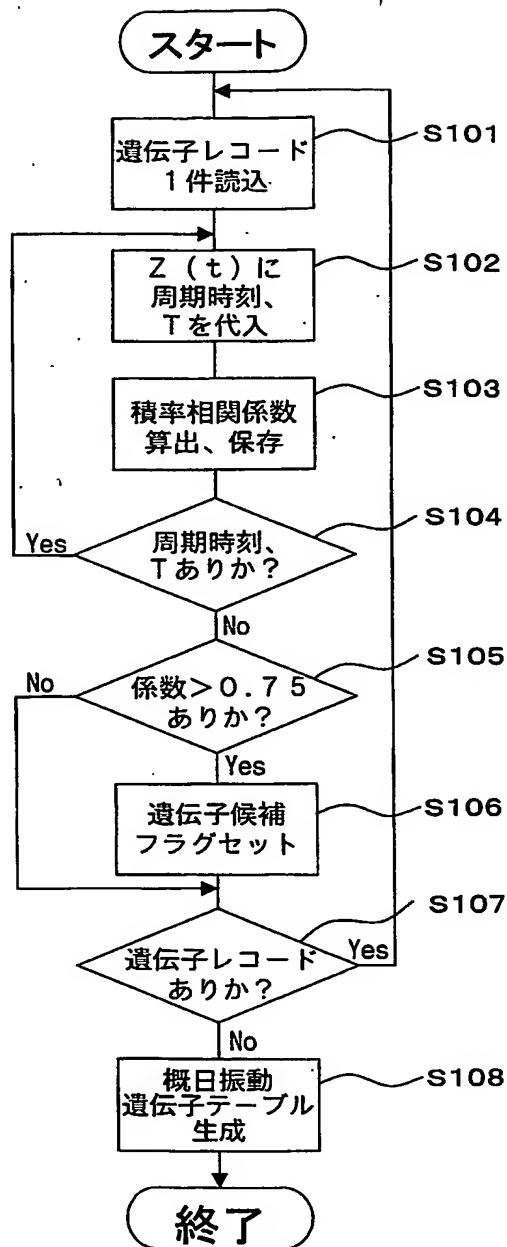 スタート
遺伝子レコード
1件読込
S101
Z(t)に
周期時刻、
Tを代入
S102
積率相関係数
算出、保存
S103
周期時刻、
Tありか?
S104
Yes
No
係数>0.75
ありか?
S105
No
Yes
遺伝子候補
フラグセット
S106
遺伝子レコード
ありか?
S107
Yes
No
概日振動
遺伝子テーブル
生成
S108
終了